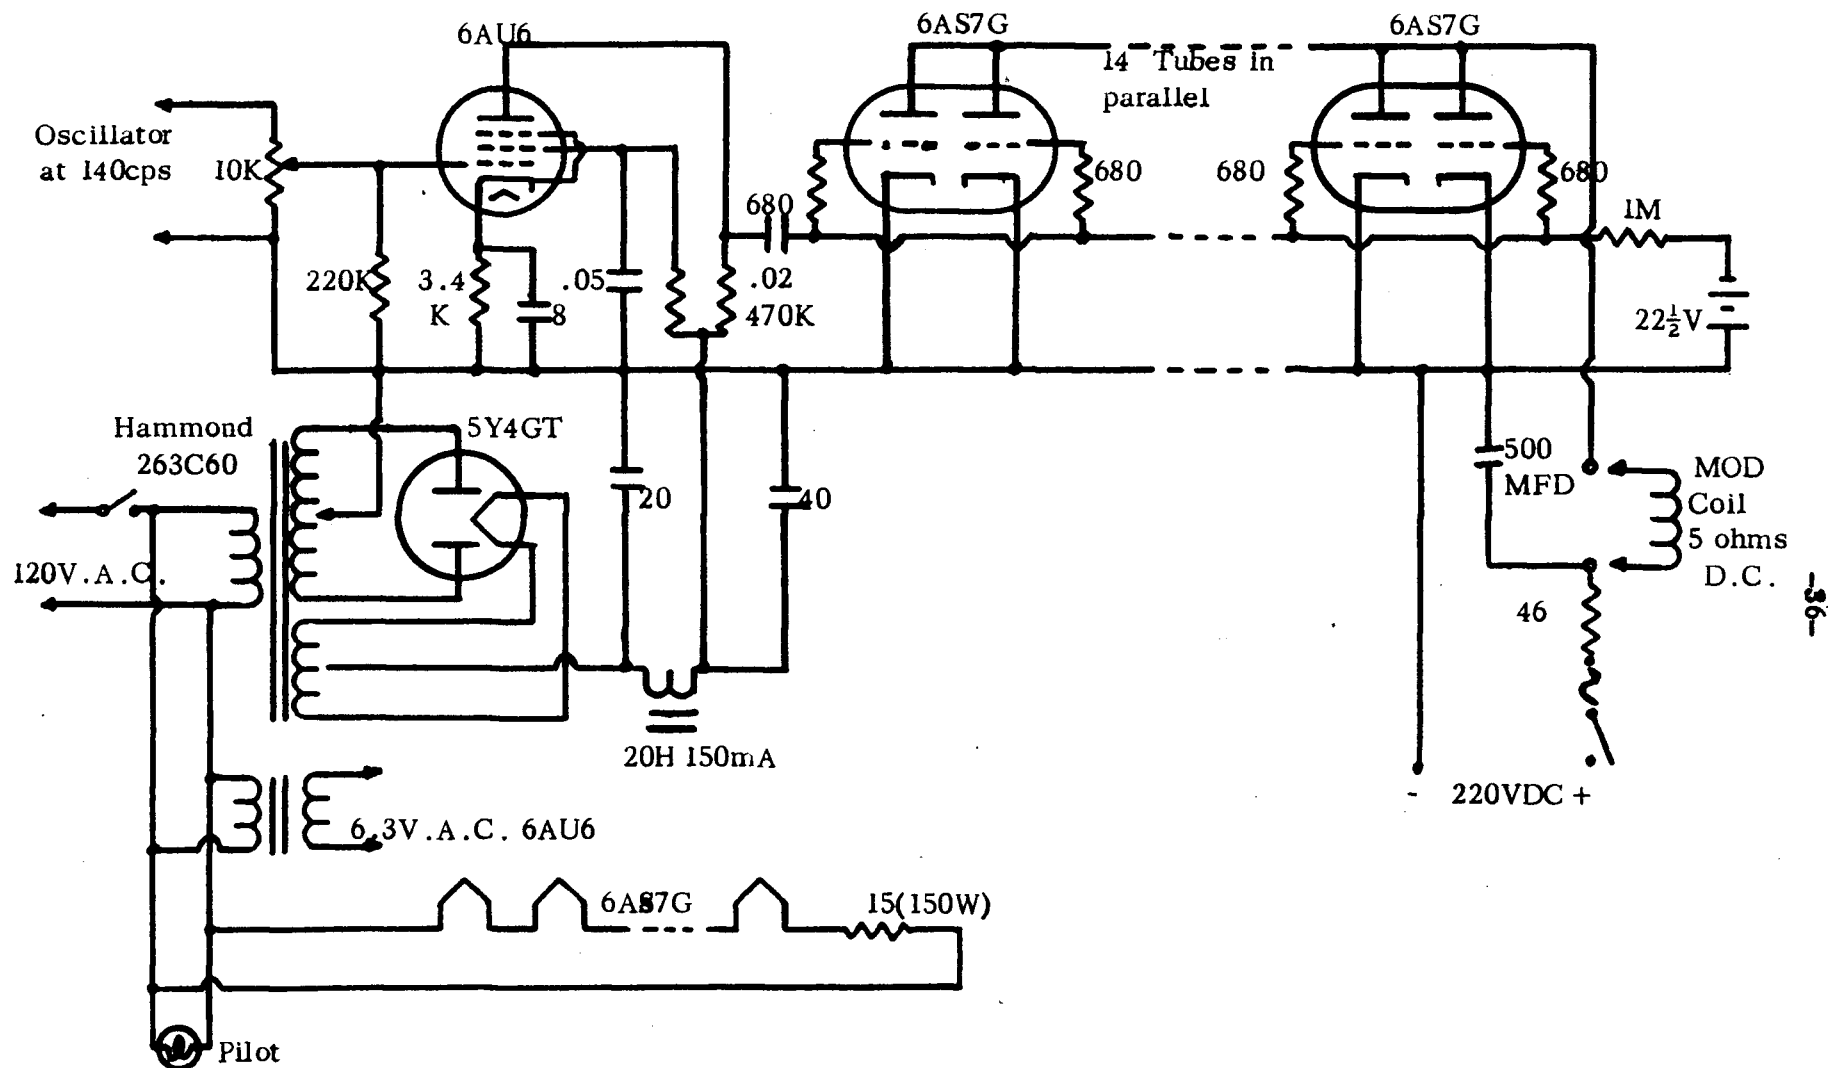 6AU6
6AS7G
6AS7G
14 Tubes in
parallel
Oscillator
at 140cps
10K
680
680
680
680
1M
680
220K
3.4
K
8
.05
.02
470K
22½V
Hammond
263C60
5Y4GT
20
40
500
MFD
MOD
Coil
5 ohms
D.C.
120V.A.C.
46
-36-
20H 150mA
- 220VDC +
6.3V.A.C. 6AU6
6AS7G
15(150W)
Pilot